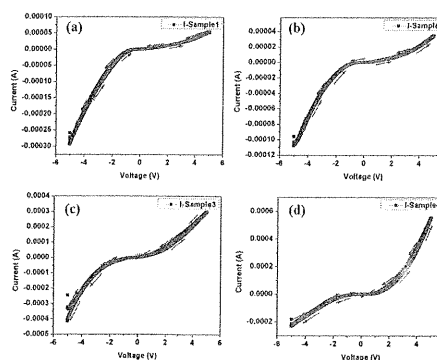 (a)
I-Sample1
0.00010
0.00005
0.00000
-0.00005
-0.00010
-0.00015
-0.00020
-0.00025
-0.00030
Current (A)
-6 -4 -2 0 2 4 6
Voltage (V)
(b)
I-Sample
0.00004
0.00002
0.00000
-0.00002
-0.00004
-0.00006
-0.00008
-0.00010
-0.00012
Current (A)
-6 -4 -2 0 2 4
Voltage (V)
(c)
I-Sample3
0.0004
0.0003
0.0002
0.0001
0.0000
-0.0001
-0.0002
-0.0003
-0.0004
-0.0005
Current (A)
-6 -4 -2 0 2 4 6
Voltage (V)
(d)
I-Sample
0.0006
0.0004
0.0002
0.0000
-0.0002
Current (A)
-6 -4 -2 0 2 4
Voltage (V)